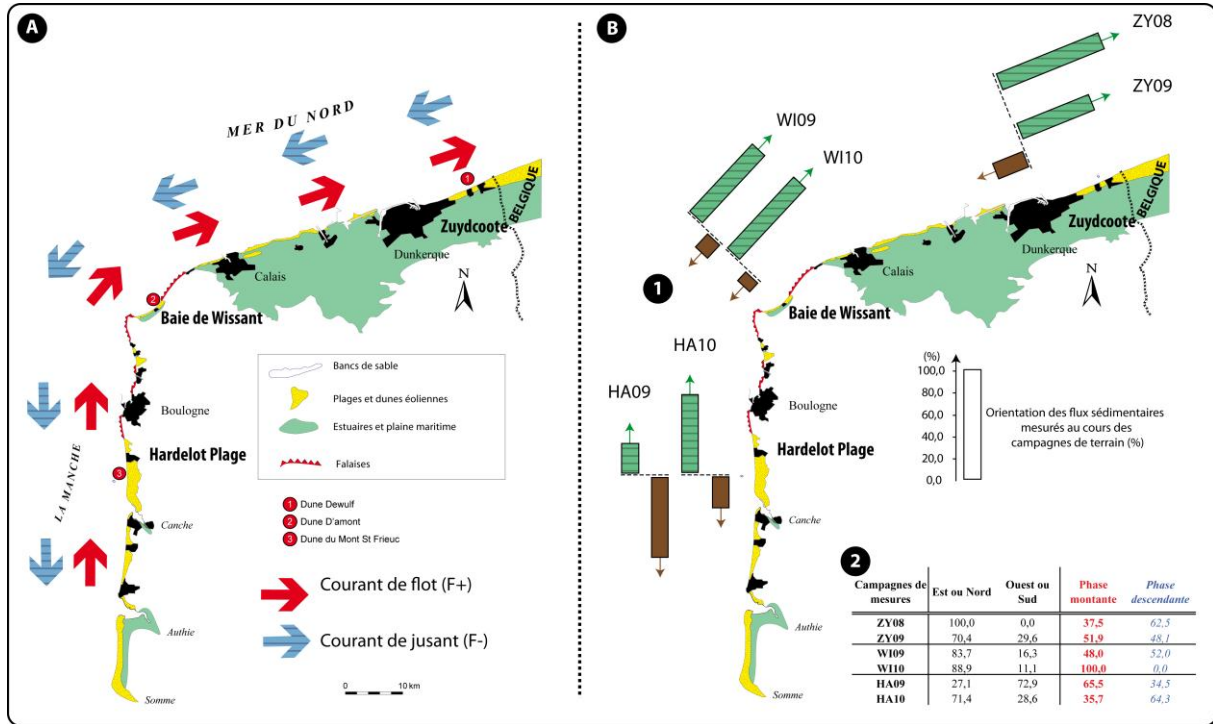 A
MER DU NORD
1
BELGIQUE
Zuydcoote
Dunkerque
Calais
N
2
Baie de Wissant
Boulogne
Hardelot Plage
LA MANCHE
3
Canche
Authie
Somme
Bancs de sable
Plages et dunes éoliennes
Estuaires et plaine maritime
Falaises
1 Dune Dewulf
2 Dune D'amont
3 Dune du Mont St Frieuc
Courant de flot (F+)
Courant de jusant (F-)
0 10 km
B
ZY08
ZY09
WI09
WI10
BELGIQUE
Zuydcoote
Dunkerque
Calais
N
1
Baie de Wissant
HA10
HA09
Boulogne
Hardelot Plage
Canche
Authie
Somme
(%)
100,0
80,0
60,0
40,0
20,0
0,0
Orientation des flux sédimentaires
mesurés au cours des
campagnes de terrain (%)
2
Campagnes de mesures Est ou Nord Ouest ou Sud Phase montante Phase descendante
ZY08 100,0 0,0 37,5 62,5
ZY09 70,4 29,6 51,9 48,1
WI09 83,7 16,3 48,0 52,0
WI10 88,9 11,1 100,0 0,0
HA09 27,1 72,9 65,5 34,5
HA10 71,4 28,6 35,7 64,3